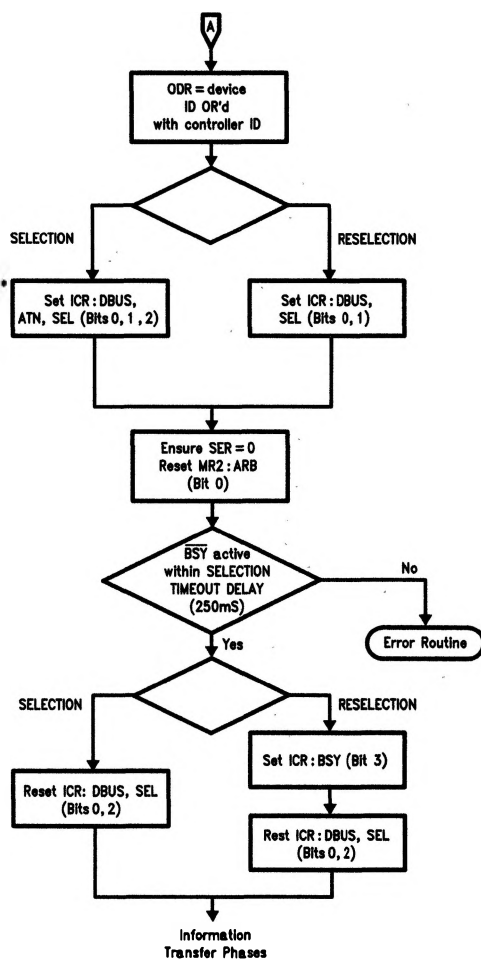 A
ODR = device
ID OR'd
with controller ID
SELECTION
RESELECTION
Set ICR : DBUS,
ATN, SEL (Bits 0, 1, 2)
Set ICR : DBUS,
SEL (Bits 0, 1)
Ensure SER = 0
Reset MR2 : ARB
(Bit 0)
BSY active
within SELECTION
TIMEOUT DELAY
(250mS)
No
Error Routine
Yes
SELECTION
RESELECTION
Set ICR : BSY (Bit 3)
Reset ICR: DBUS, SEL
(Bits 0, 2)
Rest ICR : DBUS, SEL
(Bits 0, 2)
Information
Transfer Phases